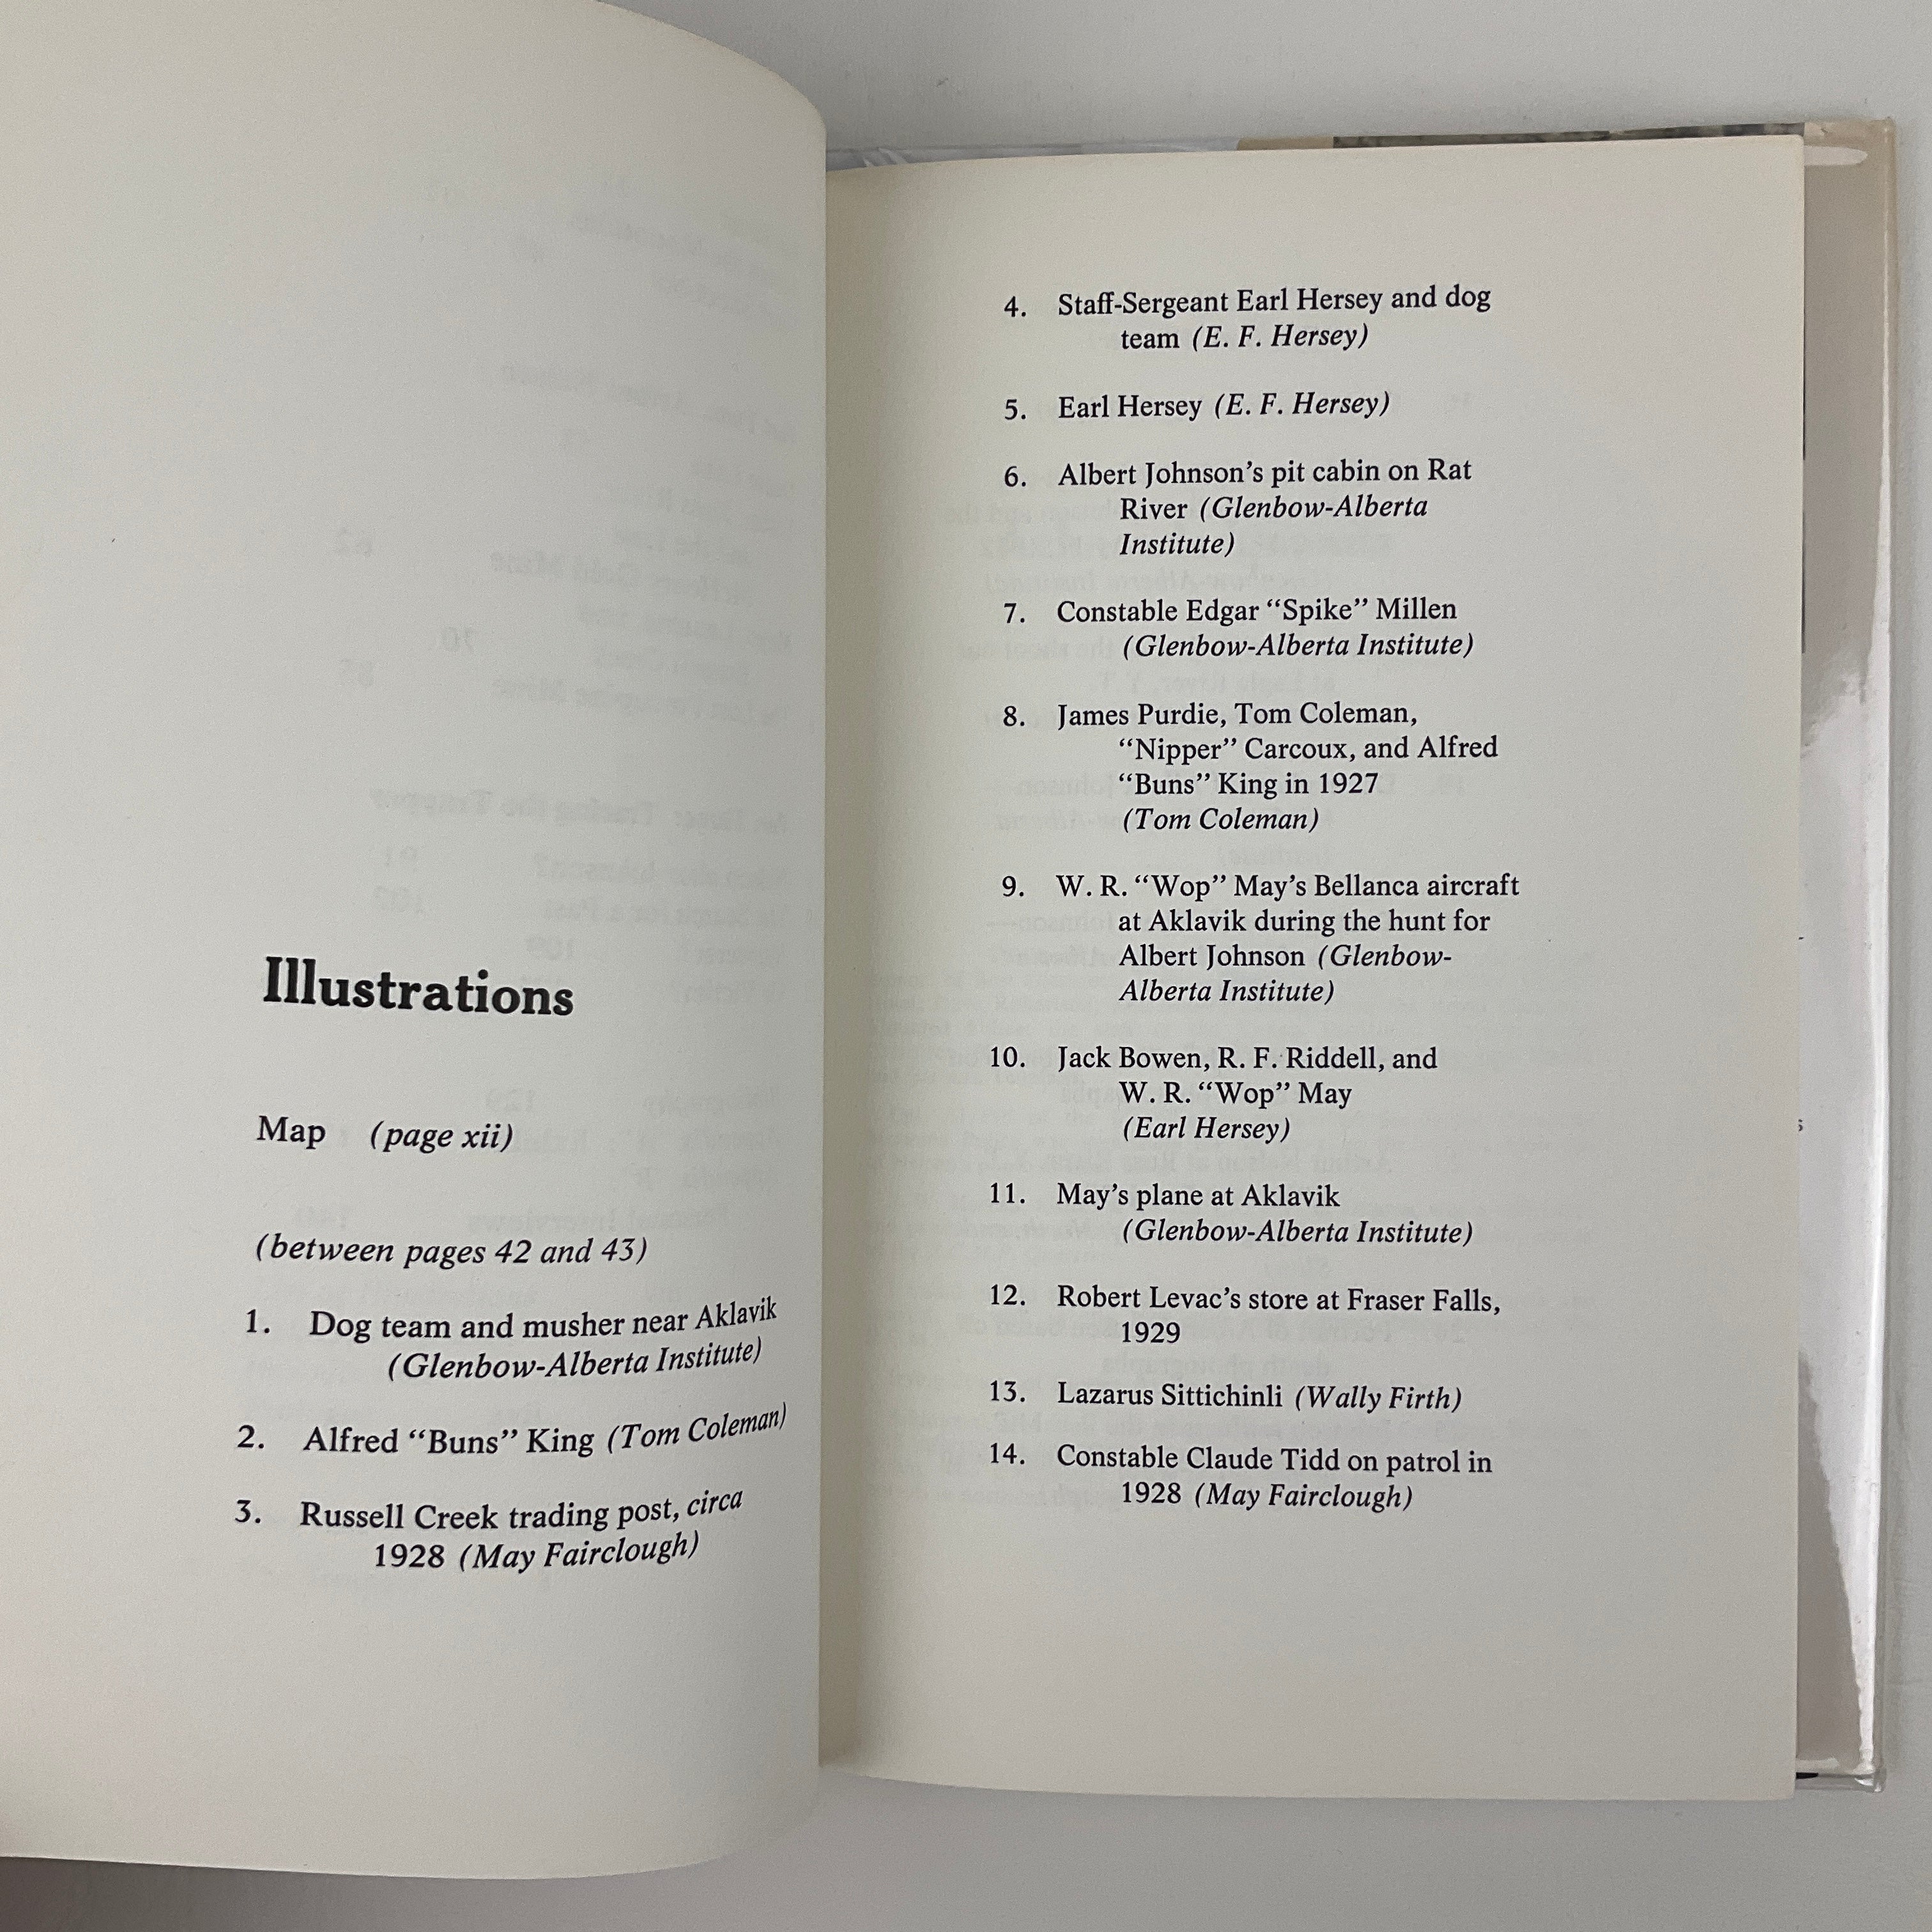 Illustrations
Map (page xii)
(between pages 42 and 43)
1. Dog team and musher near Aklavik
(Glenbow-Alberta Institute)
2. Alfred “Buns” King (Tom Coleman)
3. Russell Creek trading post, circa
1928 (May Fairclough)
4. Staff-Sergeant Earl Hersey and dog
team (E. F. Hersey)
5. Earl Hersey (E. F. Hersey)
6. Albert Johnson’s pit cabin on Rat
River (Glenbow-Alberta
Institute)
7. Constable Edgar “Spike” Millen
(Glenbow-Alberta Institute)
8. James Purdie, Tom Coleman,
“Nipper” Carcoux, and Alfred
“Buns” King in 1927
(Tom Coleman)
9. W. R. “Wop” May’s Bellanca aircraft
at Aklavik during the hunt for
Albert Johnson (Glenbow-
Alberta Institute)
10. Jack Bowen, R. F. Riddell, and
W. R. “Wop” May
(Earl Hersey)
11. May’s plane at Aklavik
(Glenbow-Alberta Institute)
12. Robert Levac’s store at Fraser Falls,
1929
13. Lazarus Sittichinli (Wally Firth)
14. Constable Claude Tidd on patrol in
1928 (May Fairclough)